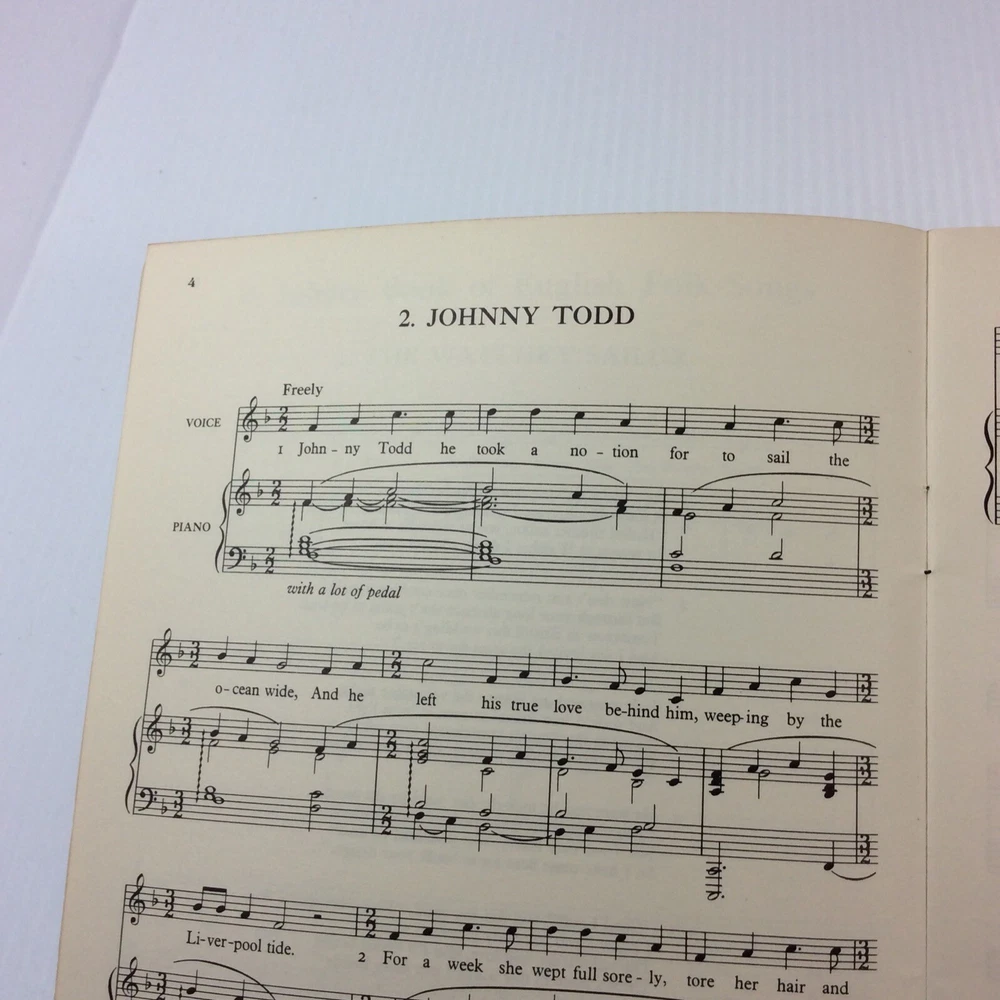 4
2. JOHNNY TODD
Freely
VOICE
1 John - ny Todd he took a no - tion for to sail the
PIANO
with a lot of pedal
o-cean wide, And he left his true love be-hind him, weep-ing by the
Li-ver-pool tide. 2 For a week she wept full sore - ly, tore her hair and